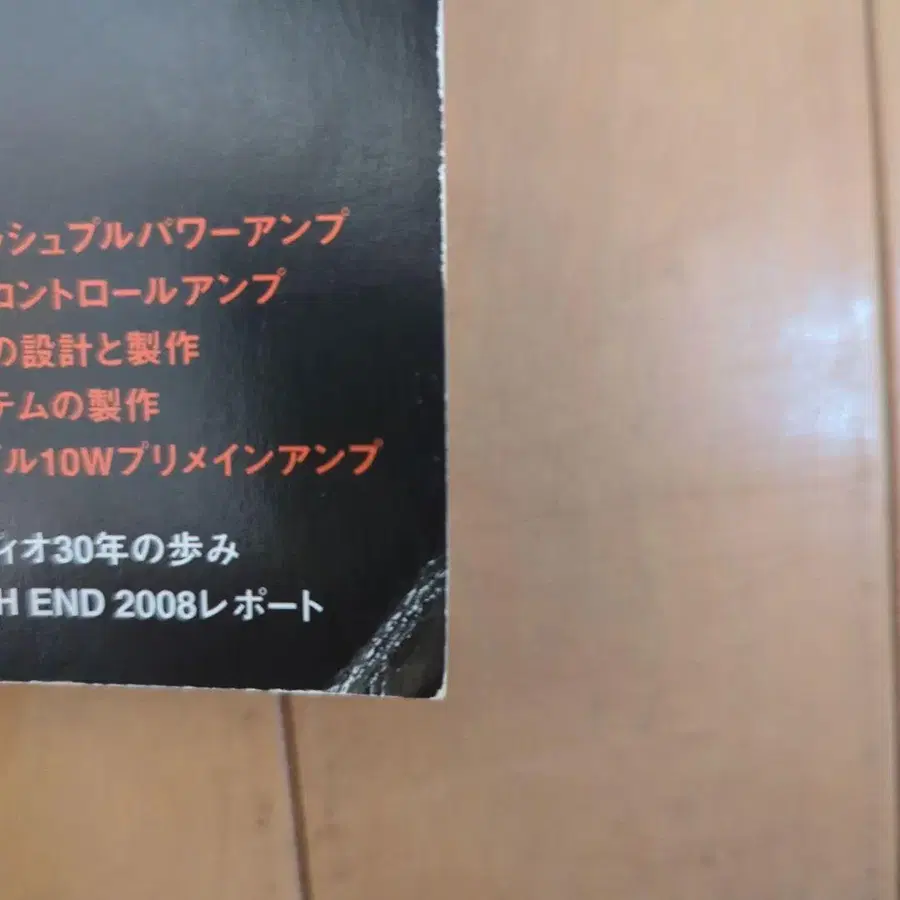 ッシュプルパワーアンプ
コントロールアンプ
の設計と製作
テムの製作
ル10Wプリメインアンプ
ィオ30年の歩み
H END 2008レポート